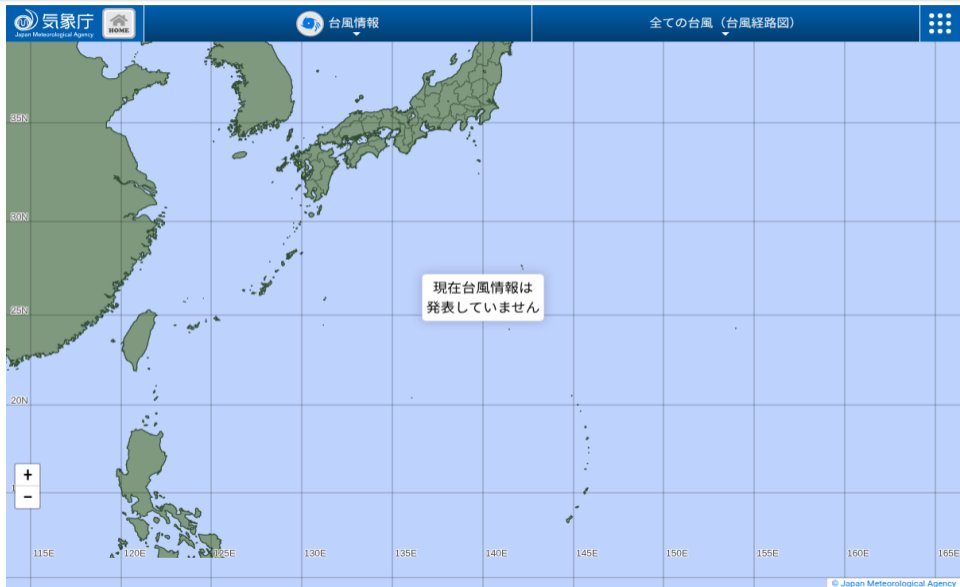 気象庁
Japan Meteorological Agency
HOME
台風情報
全ての台風（台風経路図）
35N
30N
現在台風情報は
発表していません
25N
20N
+
−
115E
120E
125E
130E
135E
140E
145E
150E
155E
160E
165E
© Japan Meteorological Agency